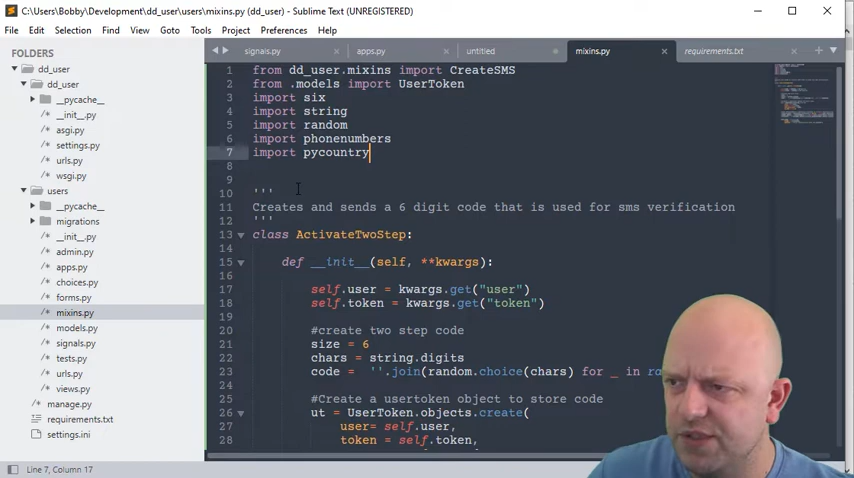 C:\Users\Bobby\Development\dd_user\users\mixins.py (dd_user) - Sublime Text (UNREGISTERED)
File Edit Selection Find View Goto Tools Project Preferences Help
FOLDERS
dd_user
dd_user
__pycache__
__init__.py
asgi.py
settings.py
urls.py
wsgi.py
users
__pycache__
migrations
__init__.py
admin.py
apps.py
choices.py
forms.py
mixins.py
models.py
signals.py
tests.py
urls.py
views.py
manage.py
requirements.txt
settings.ini
signals.py apps.py untitled mixins.py requirements.txt
1 from dd_user.mixins import CreateSMS
2 from .models import UserToken
3 import six
4 import string
5 import random
6 import phonenumbers
7 import pycountry
8
9
10 '''
11 Creates and sends a 6 digit code that is used for sms verification
12 '''
13 class ActivateTwoStep:
14
15 def __init__(self, **kwargs):
16
17 self.user = kwargs.get("user")
18 self.token = kwargs.get("token")
19
20 #create two step code
21 size = 6
22 chars = string.digits
23 code = ''.join(random.choice(chars) for _ in
24
25 #Create a usertoken object to store code
26 ut = UserToken.objects.create(
27 user= self.user,
28 token = self.token,
Line 7, Column 17